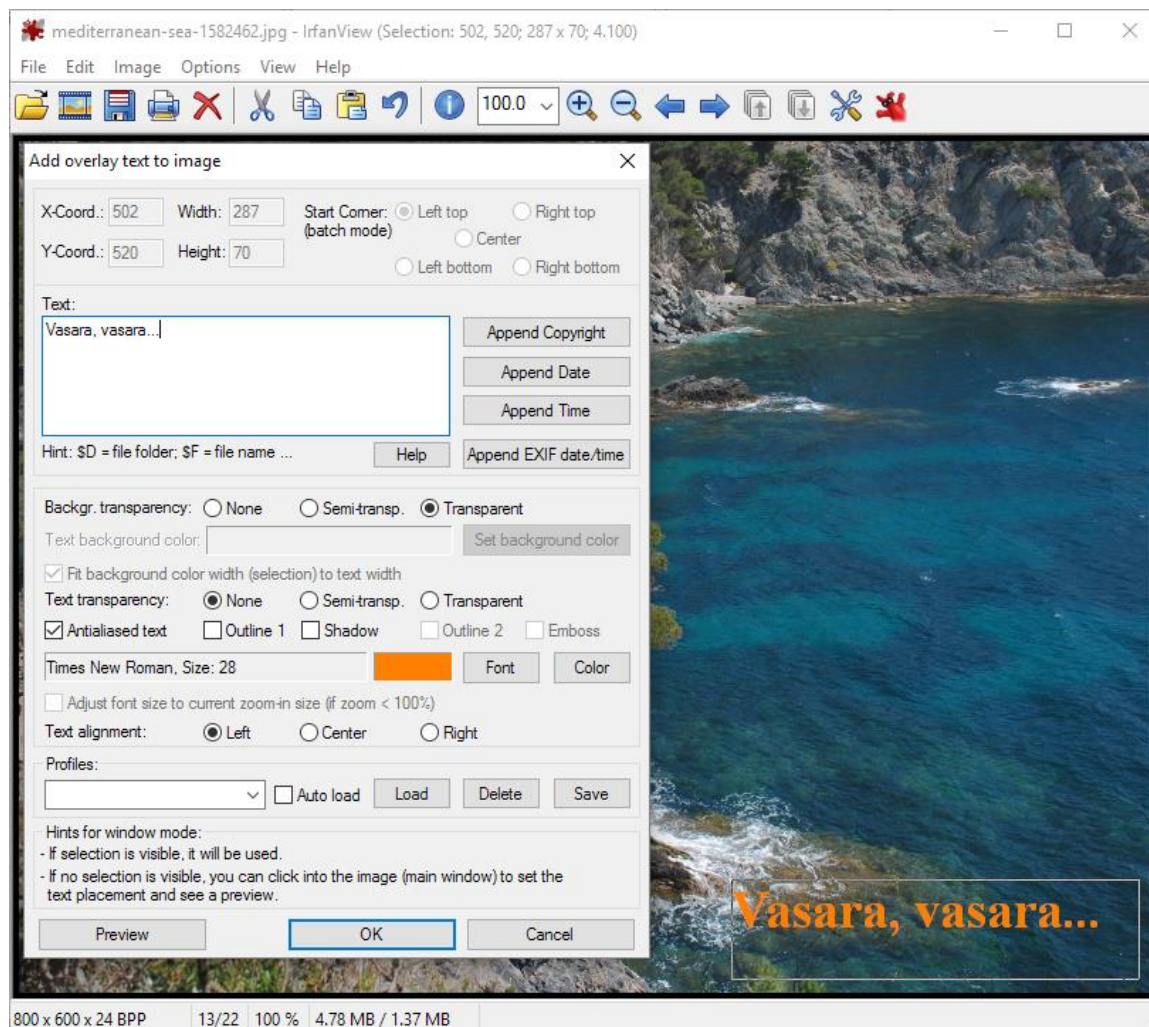 mediterranean-sea-1582462.jpg - IrfanView (Selection: 502, 520; 287 x 70; 4.100)
File Edit Image Options View Help
100.0
Add overlay text to image
X-Coord.: 502 Width: 287 Start Corner: Left top Right top
(batch mode) Center
Y-Coord.: 520 Height: 70 Left bottom Right bottom
Text:
Vasara, vasara...
Append Copyright
Append Date
Append Time
Hint: $D = file folder; $F = file name ... Help Append EXIF date/time
Backgr. transparency: None Semi-transp. Transparent
Text background color: Set background color
Fit background color width (selection) to text width
Text transparency: None Semi-transp. Transparent
Antialiased text Outline 1 Shadow Outline 2 Emboss
Times New Roman, Size: 28 Font Color
Adjust font size to current zoom-in size (if zoom < 100%)
Text alignment: Left Center Right
Profiles:
Auto load Load Delete Save
Hints for window mode:
- If selection is visible, it will be used.
- If no selection is visible, you can click into the image (main window) to set the
text placement and see a preview.
Preview OK Cancel
Vasara, vasara...
800 x 600 x 24 BPP 13/22 100 % 4.78 MB / 1.37 MB